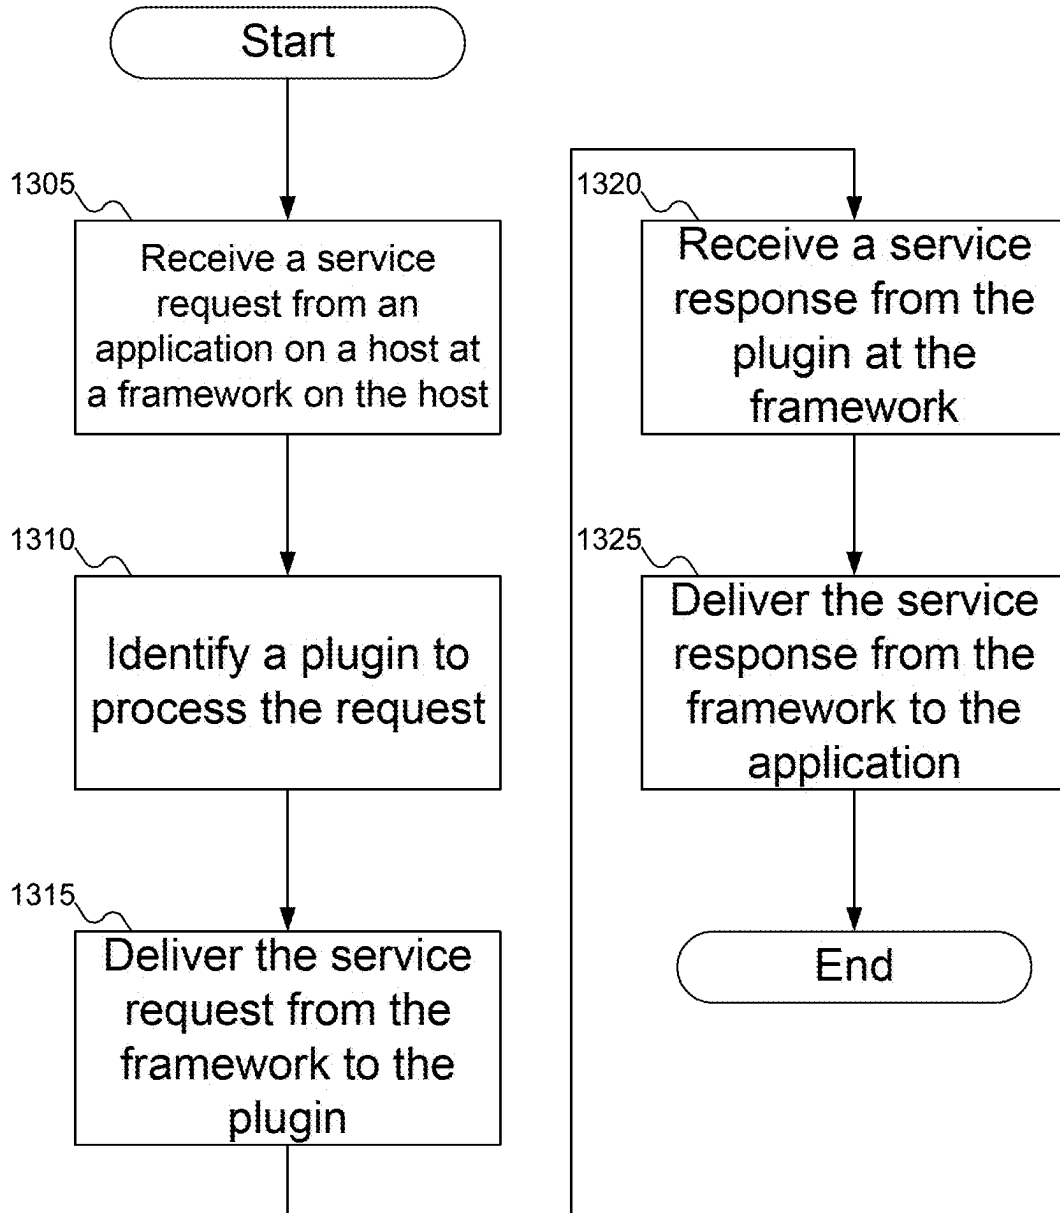 Start
1305
Receive a service
request from an
application on a host at
a framework on the host
1310
Identify a plugin to
process the request
1315
Deliver the service
request from the
framework to the
plugin
1320
Receive a service
response from the
plugin at the
framework
1325
Deliver the service
response from the
framework to the
application
End